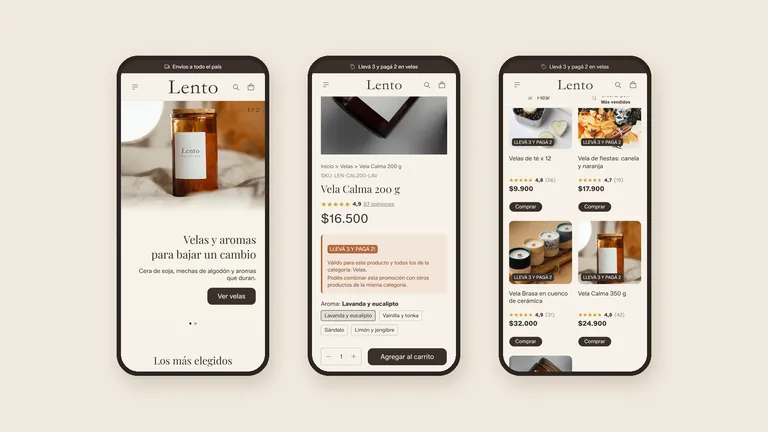 Envíos a todo el país
Lento
1 / 2
Lento
Velas y aromas
para bajar un cambio
Cera de soja, mechas de algodón y aromas
que duran.
Ver velas
Los más elegidos
Llevá 3 y pagá 2 en velas
Lento
Inicio > Velas > Vela Calma 200 g
SKU: LEN-CAL200-LAV
Vela Calma 200 g
★★★★★ 4,9 87 opiniones
$16.500
¡LLEVÁ 3 Y PAGÁ 2!
Válido para este producto y todos los de la
categoría: Velas.
Podés combinar esta promoción con otros
productos de la misma categoría.
Aroma: Lavanda y eucalipto
Lavanda y eucalipto
Vainilla y tonka
Sándalo
Limón y jengibre
− 1 +
Agregar al carrito
Llevá 3 y pagá 2 en velas
Lento
Más vendidos
LLEVÁ 3 Y PAGÁ 2
LLEVÁ 3 Y PAGÁ 2
Velas de té x 12
Vela de fiestas: canela
y naranja
★★★★★ 4,8 (56)
★★★★★ 4,7 (19)
$9.900
$17.900
Comprar
Comprar
LLEVÁ 3 Y PAGÁ 2
LLEVÁ 3 Y PAGÁ 2
Vela Brasa en cuenco
de cerámica
Vela Calma 350 g
★★★★★ 4,9 (31)
★★★★★ 4,8 (42)
$32.000
$24.900
Comprar
Comprar